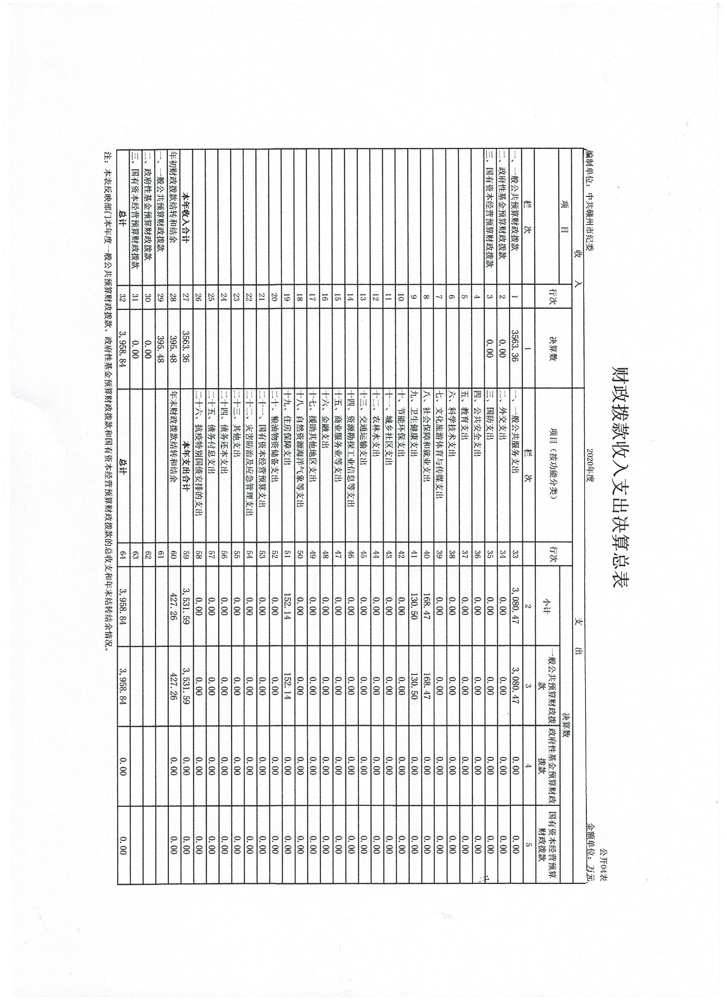 财政拨款收入支出决算总表
公开04表
编制单位：中共赣州市纪委 2020年度 金额单位：万元
收 入 支 出
项 目 行次 决算数 项目（按功能分类） 行次 决算数
小计 一般公共预算财政拨款 政府性基金预算财政拨款 国有资本经营预算财政拨款
栏 次 1 栏 次 2 3 4 5
一、一般公共预算财政拨款 1 3563.36 一、一般公共服务支出 33 3,080.47 3,080.47 0.00 0.00
二、政府性基金预算财政拨款 2 0.00 二、外交支出 34 0.00 0.00 0.00 0.00
三、国有资本经营预算财政拨款 3 0.00 三、国防支出 35 0.00 0.00 0.00 0.00
4 四、公共安全支出 36 0.00 0.00 0.00 0.00
5 五、教育支出 37 0.00 0.00 0.00 0.00
6 六、科学技术支出 38 0.00 0.00 0.00 0.00
7 七、文化旅游体育与传媒支出 39 0.00 0.00 0.00 0.00
8 八、社会保障和就业支出 40 168.47 168.47 0.00 0.00
9 九、卫生健康支出 41 130.50 130.50 0.00 0.00
10 十、节能环保支出 42 0.00 0.00 0.00 0.00
11 十一、城乡社区支出 43 0.00 0.00 0.00 0.00
12 十二、农林水支出 44 0.00 0.00 0.00 0.00
13 十三、交通运输支出 45 0.00 0.00 0.00 0.00
14 十四、资源勘探工业信息等支出 46 0.00 0.00 0.00 0.00
15 十五、商业服务业等支出 47 0.00 0.00 0.00 0.00
16 十六、金融支出 48 0.00 0.00 0.00 0.00
17 十七、援助其他地区支出 49 0.00 0.00 0.00 0.00
18 十八、自然资源海洋气象等支出 50 0.00 0.00 0.00 0.00
19 十九、住房保障支出 51 152.14 152.14 0.00 0.00
20 二十、粮油物资储备支出 52 0.00 0.00 0.00 0.00
21 二十一、国有资本经营预算支出 53 0.00 0.00 0.00 0.00
22 二十二、灾害防治及应急管理支出 54 0.00 0.00 0.00 0.00
23 二十三、其他支出 55 0.00 0.00 0.00 0.00
24 二十四、债务还本支出 56 0.00 0.00 0.00 0.00
25 二十五、债务付息支出 57 0.00 0.00 0.00 0.00
26 二十六、抗疫特别国债安排的支出 58 0.00 0.00 0.00 0.00
本年收入合计 27 3563.36 本年支出合计 59 3,531.59 3,531.59 0.00 0.00
年初财政拨款结转和结余 28 395.48 年末财政拨款结转和结余 60 427.26 427.26 0.00 0.00
一、一般公共预算财政拨款 29 395.48 61
二、政府性基金预算财政拨款 30 0.00 62
三、国有资本经营预算财政拨款 31 0.00 63
总计 32 3,958.84 总计 64 3,958.84 3,958.84 0.00 0.00
注：本表反映部门本年度一般公共预算财政拨款、政府性基金预算财政拨款和国有资本经营预算财政拨款的总收支和年末结转结余情况。